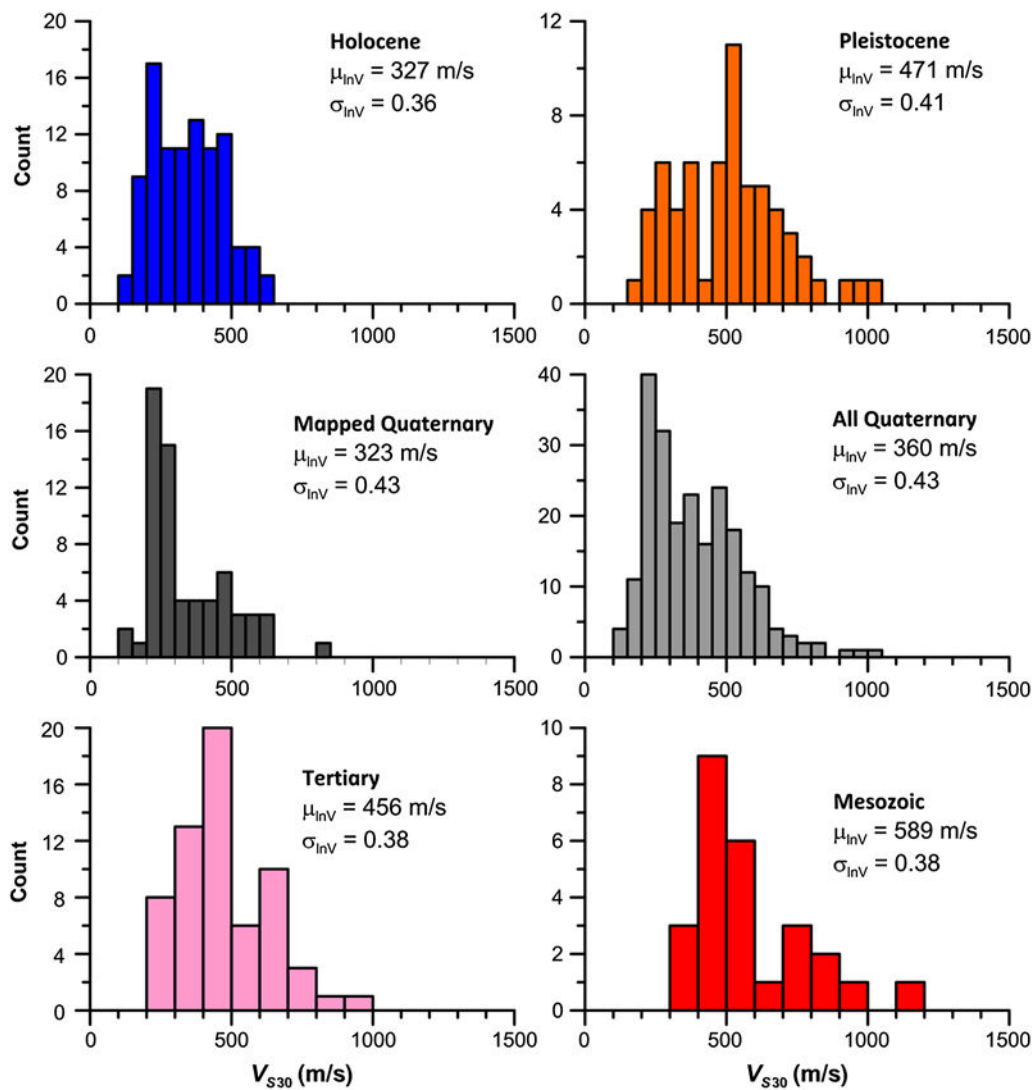 20
16
12
8
4
0
Count
Holocene
μlnV = 327 m/s
σlnV = 0.36
0 500 1000 1500
12
8
4
0
Pleistocene
μlnV = 471 m/s
σlnV = 0.41
0 500 1000 1500
20
16
12
8
4
0
Count
Mapped Quaternary
μlnV = 323 m/s
σlnV = 0.43
0 500 1000 1500
40
30
20
10
0
All Quaternary
μlnV = 360 m/s
σlnV = 0.43
0 500 1000 1500
20
16
12
8
4
0
Count
Tertiary
μlnV = 456 m/s
σlnV = 0.38
0 500 1000 1500
VS30 (m/s)
10
8
6
4
2
0
Mesozoic
μlnV = 589 m/s
σlnV = 0.38
0 500 1000 1500
VS30 (m/s)